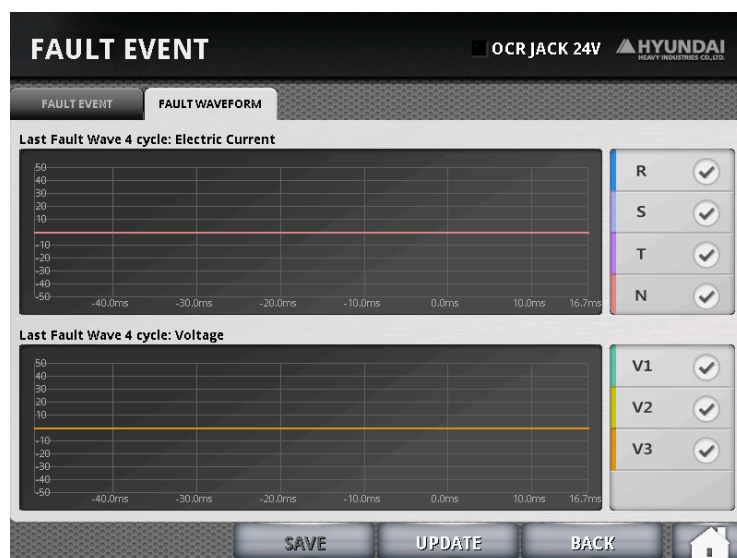 FAULT EVENT
OCR JACK 24V
HYUNDAI
HEAVY INDUSTRIES CO.,LTD.
FAULT EVENT
FAULT WAVEFORM
Last Fault Wave 4 cycle: Electric Current
50
40
30
20
10
-10
-20
-30
-40
-50
-40.0ms -30.0ms -20.0ms -10.0ms 0.0ms 10.0ms 16.7ms
R
S
T
N
Last Fault Wave 4 cycle: Voltage
50
40
30
20
10
-10
-20
-30
-40
-50
-40.0ms -30.0ms -20.0ms -10.0ms 0.0ms 10.0ms 16.7ms
V1
V2
V3
SAVE
UPDATE
BACK